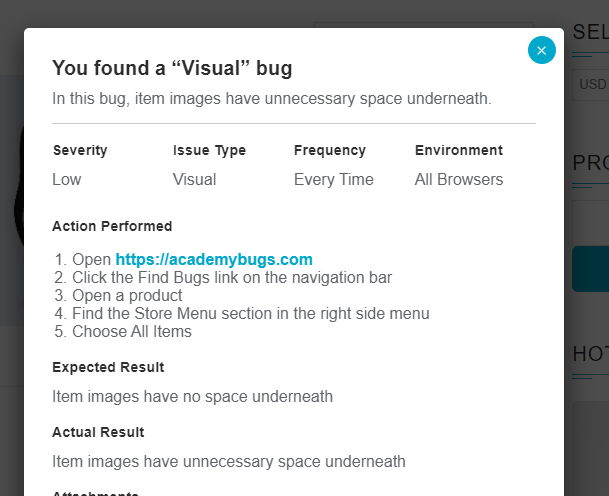 SEL
×
You found a “Visual” bug
In this bug, item images have unnecessary space underneath.
USD
Severity Issue Type Frequency Environment
Low Visual Every Time All Browsers
PRO
Action Performed
1. Open https://academybugs.com
2. Click the Find Bugs link on the navigation bar
3. Open a product
4. Find the Store Menu section in the right side menu
5. Choose All Items
HOT
Expected Result
Item images have no space underneath
Actual Result
Item images have unnecessary space underneath
Attachments